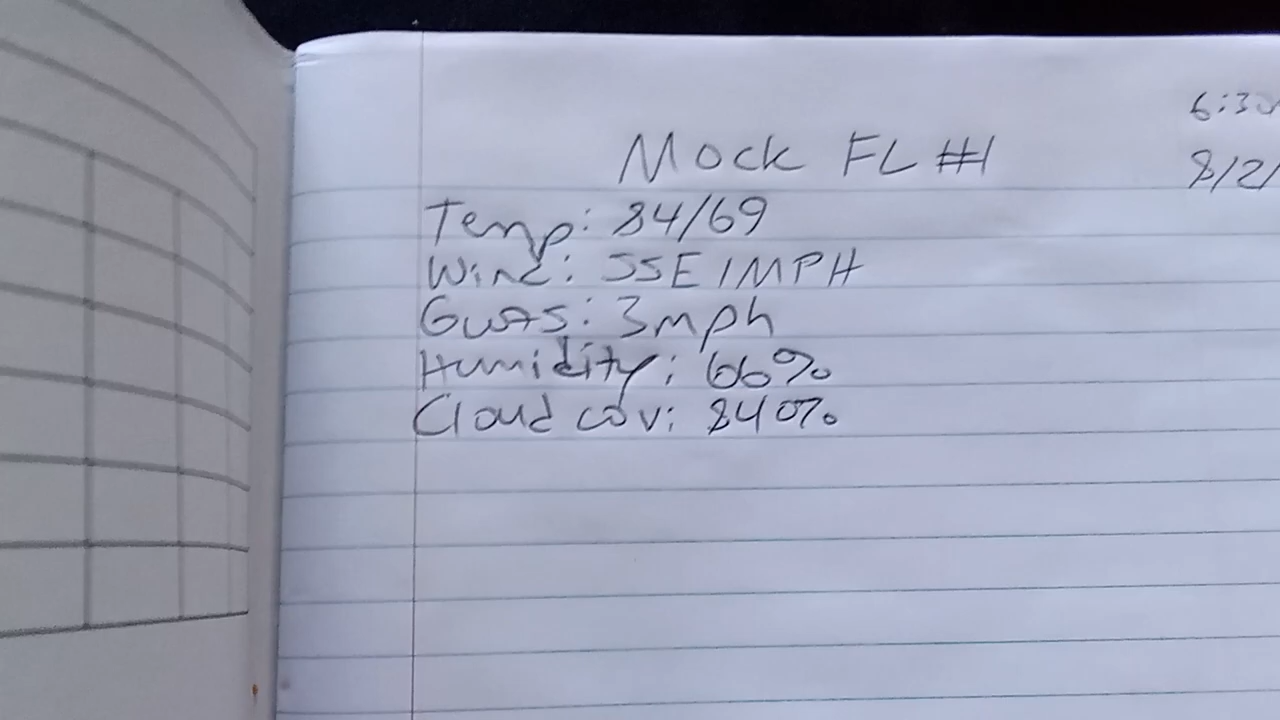 6:30
Mock FL #1
8/2/
Temp: 84/69
Wind: SSE 1MPH
Gusts: 3mph
Humidity: 66%
Cloud cov: 84%